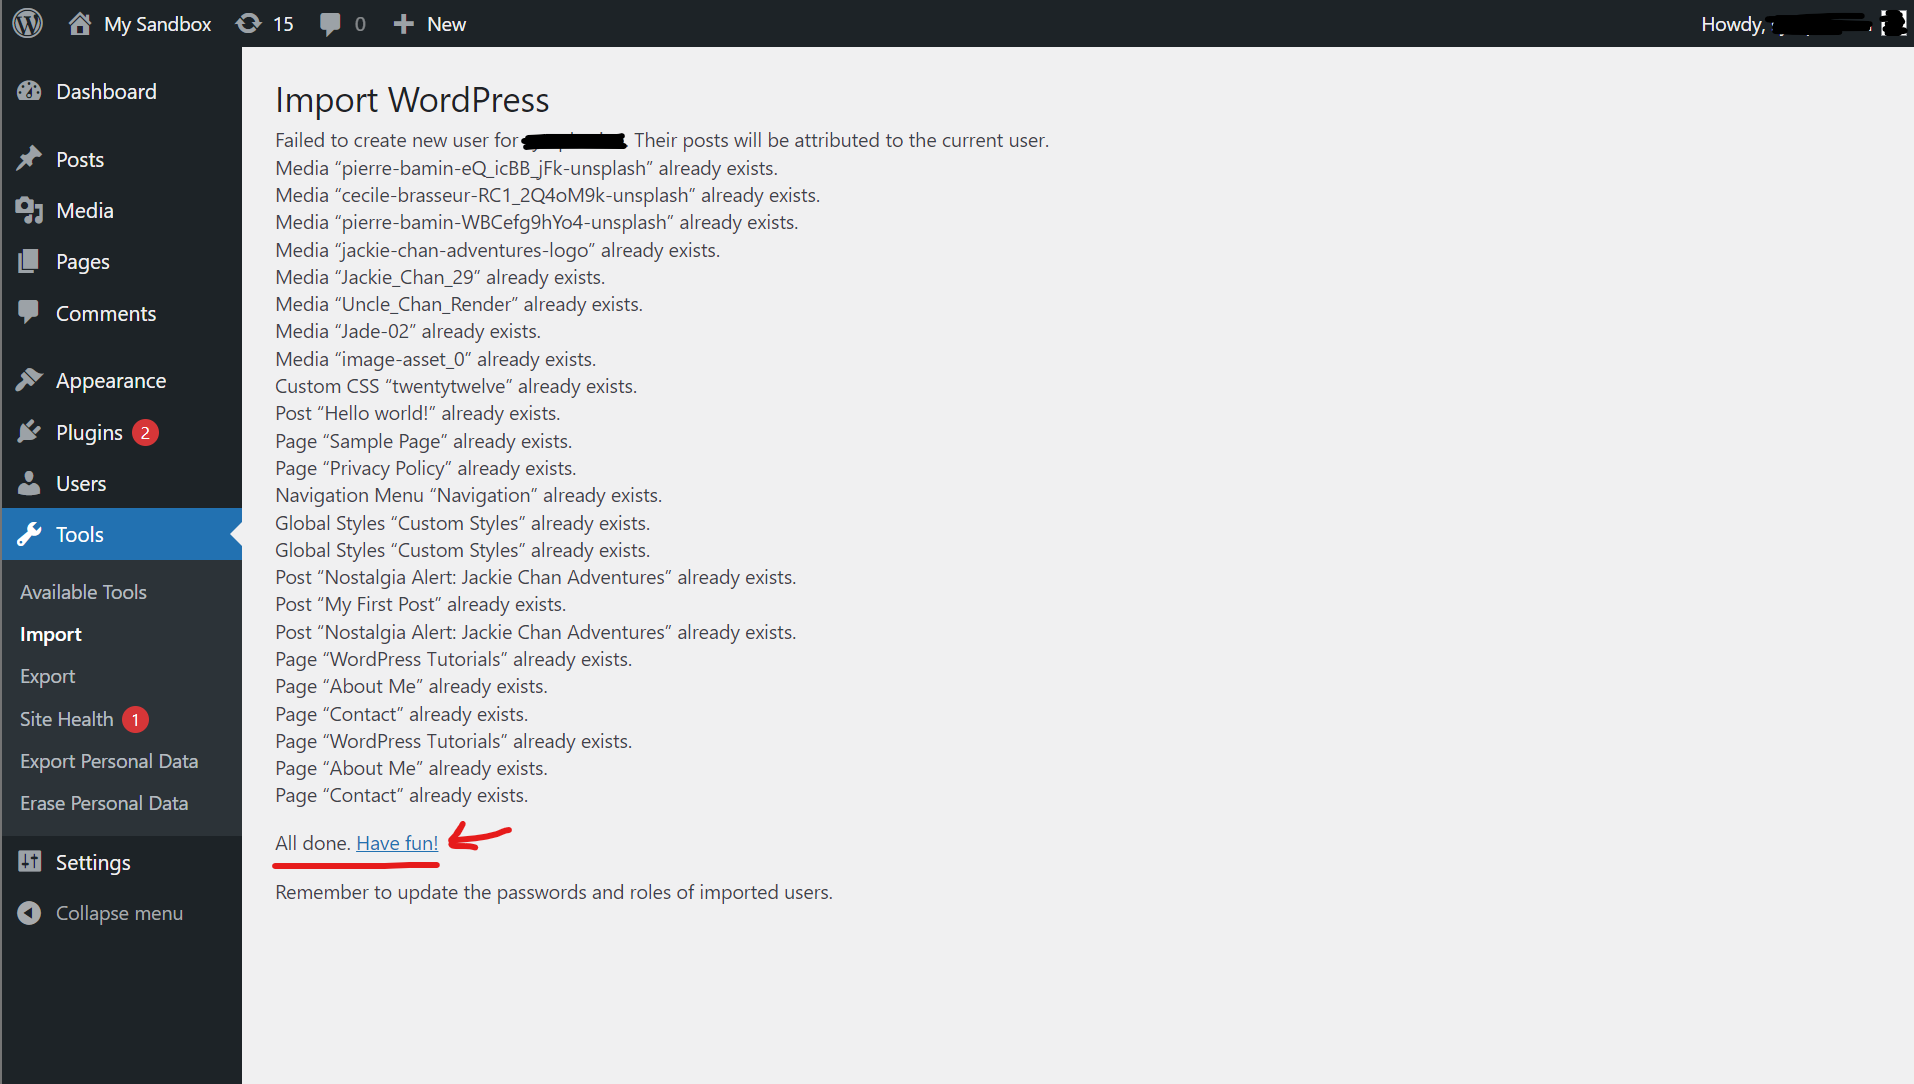 My Sandbox 15 0 New Howdy,
Dashboard
Posts
Media
Pages
Comments
Appearance
Plugins 2
Users
Tools
Available Tools
Import
Export
Site Health 1
Export Personal Data
Erase Personal Data
Settings
Collapse menu
Import WordPress
Failed to create new user for Their posts will be attributed to the current user.
Media “pierre-bamin-eQ_icBB_jFk-unsplash” already exists.
Media “cecile-brasseur-RC1_2Q4oM9k-unsplash” already exists.
Media “pierre-bamin-WBCefg9hYo4-unsplash” already exists.
Media “jackie-chan-adventures-logo” already exists.
Media “Jackie_Chan_29” already exists.
Media “Uncle_Chan_Render” already exists.
Media “Jade-02” already exists.
Media “image-asset_0” already exists.
Custom CSS “twentytwelve” already exists.
Post “Hello world!” already exists.
Page “Sample Page” already exists.
Page “Privacy Policy” already exists.
Navigation Menu “Navigation” already exists.
Global Styles “Custom Styles” already exists.
Global Styles “Custom Styles” already exists.
Post “Nostalgia Alert: Jackie Chan Adventures” already exists.
Post “My First Post” already exists.
Post “Nostalgia Alert: Jackie Chan Adventures” already exists.
Page “WordPress Tutorials” already exists.
Page “About Me” already exists.
Page “Contact” already exists.
Page “WordPress Tutorials” already exists.
Page “About Me” already exists.
Page “Contact” already exists.
All done. Have fun!
Remember to update the passwords and roles of imported users.